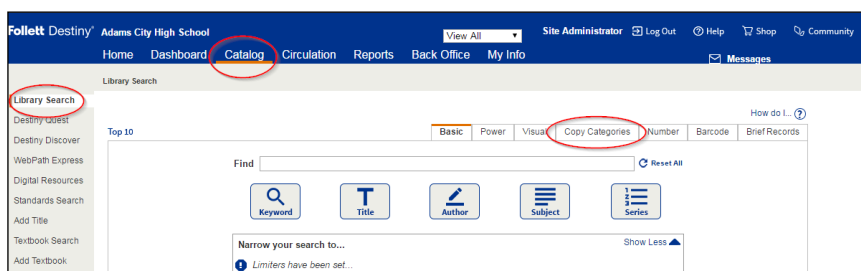 Follett Destiny® Adams City High School View All Site Administrator Log Out Help Shop Community
Home Dashboard Catalog Circulation Reports Back Office My Info Messages
Library Search
Library Search
How do I... ?
Destiny Quest
Top 10 Basic Power Visual Copy Categories Number Barcode Brief Records
Destiny Discover
WebPath Express
Find Reset All
Digital Resources
Standards Search
Keyword Title Author Subject Series
Add Title
Textbook Search
Narrow your search to... Show Less
Add Textbook
Limiters have been set...